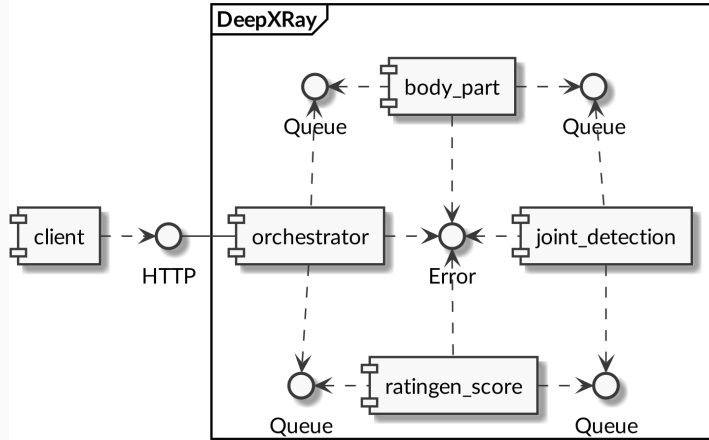 DeepXRay
body_part
Queue
Queue
client
HTTP
orchestrator
Error
joint_detection
ratingen_score
Queue
Queue